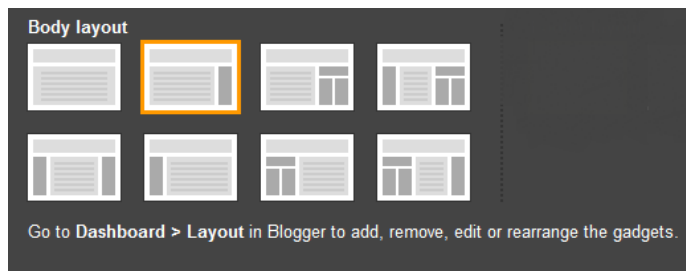 Body layout
Go to Dashboard > Layout in Blogger to add, remove, edit or rearrange the gadgets.